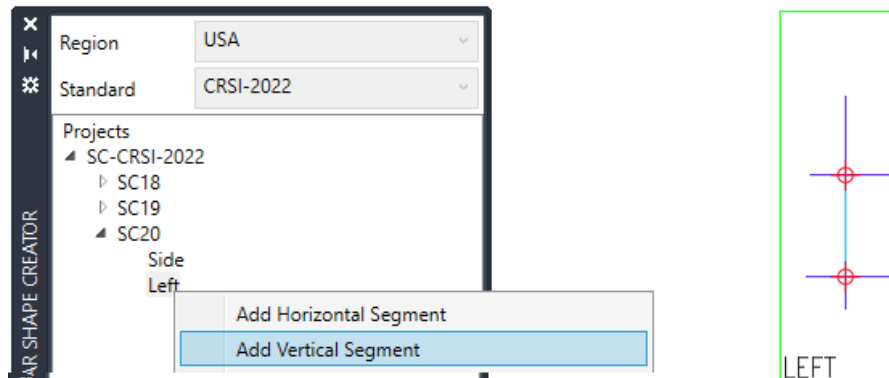 Region USA
Standard CRSI-2022
Projects
SC-CRSI-2022
SC18
SC19
SC20
Side
Left
Add Horizontal Segment
Add Vertical Segment
AR SHAPE CREATOR
LEFT